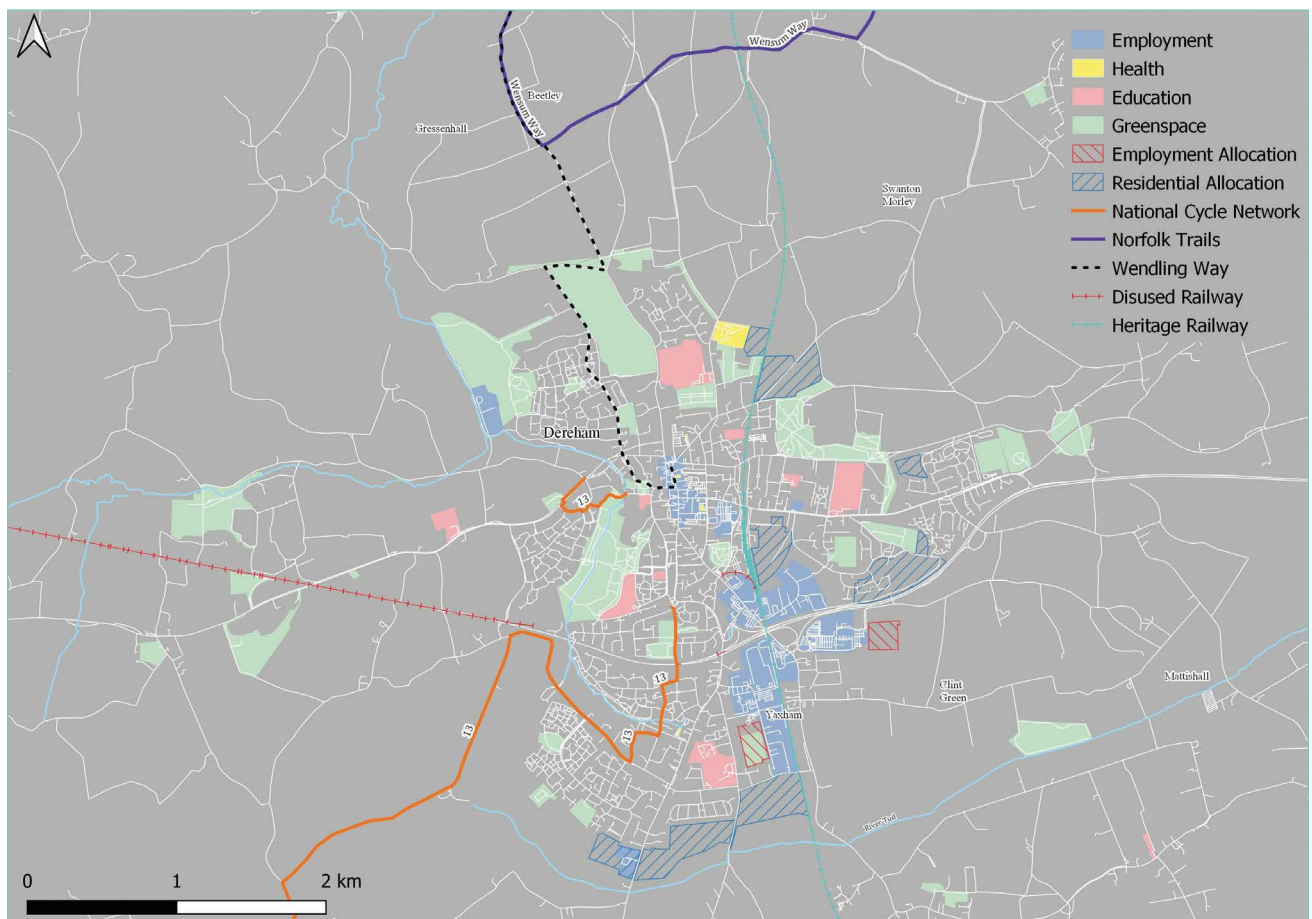 Wensum Way
Wensum Way
Beetley
Gressenhall
Swanton
Morley
Dereham
13
13
13
13
Clint
Green
Mattishall
Yaxham
River Tud
Employment
Health
Education
Greenspace
Employment Allocation
Residential Allocation
National Cycle Network
Norfolk Trails
Wendling Way
Disused Railway
Heritage Railway
0 1 2 km